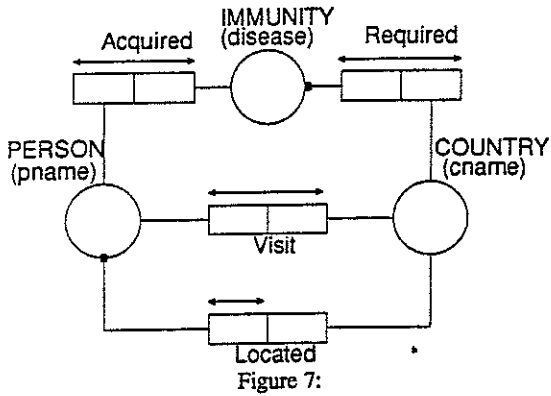 IMMUNITY
Acquired (disease) Required
PERSON
(pname)
COUNTRY
(cname)
Visit
Located
Figure 7: